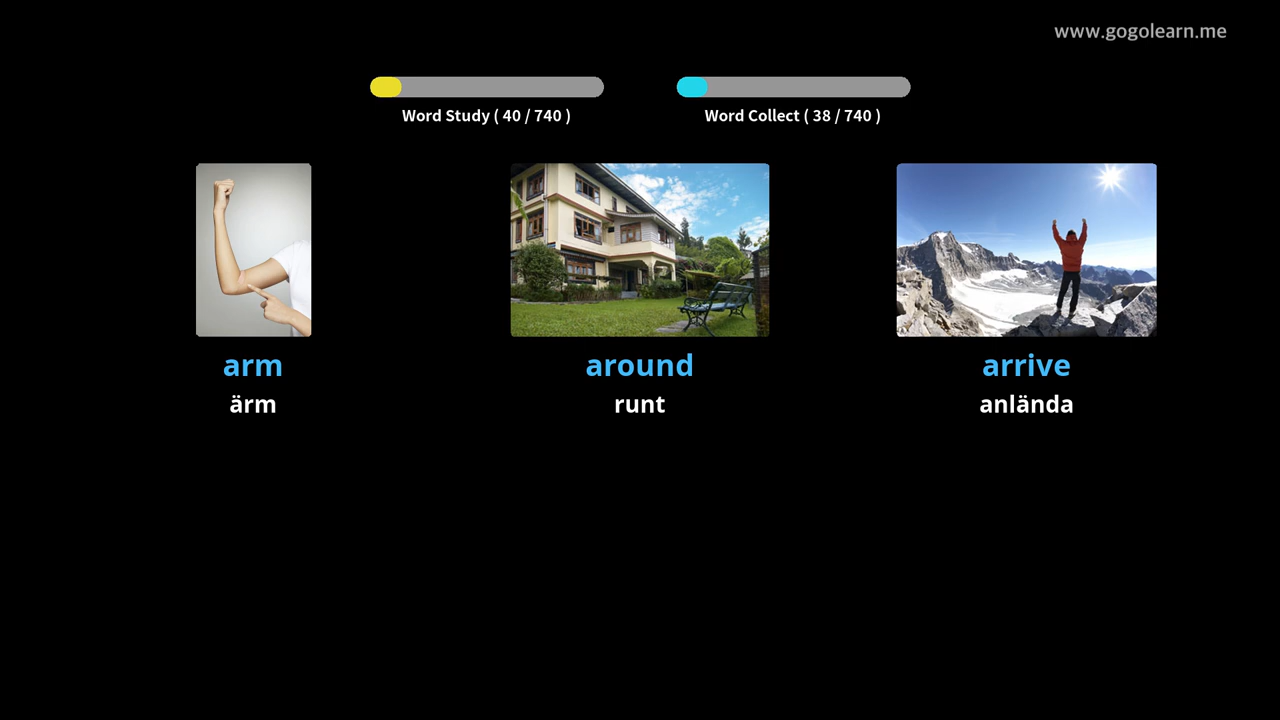 www.gogolearn.me
Word Study ( 40 / 740 )
Word Collect ( 38 / 740 )
arm
ärm
around
runt
arrive
anlända